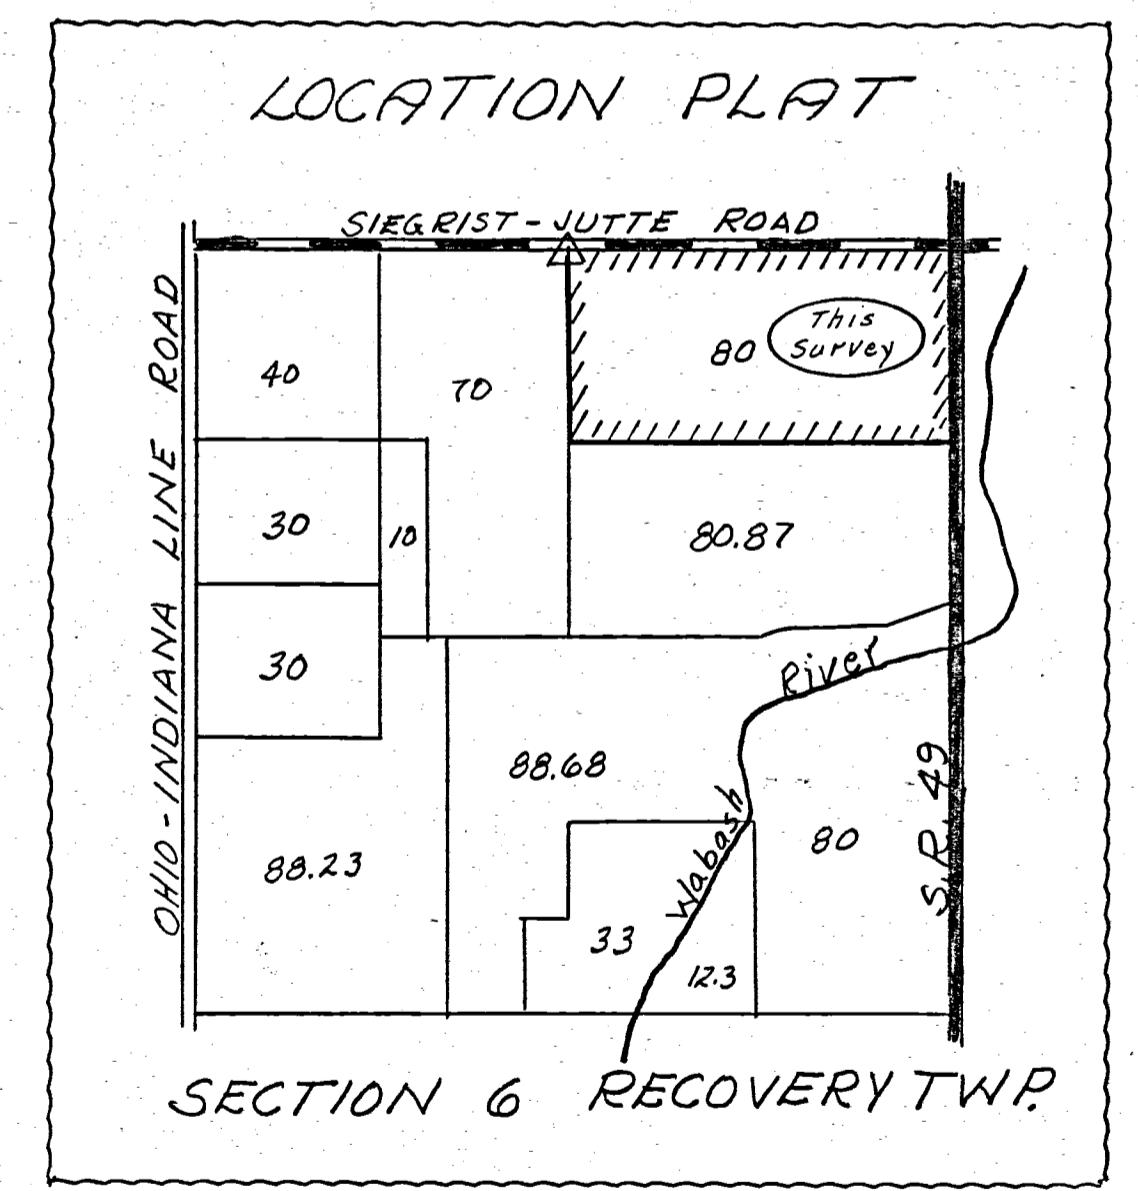 LOCATION PLAT
SIEGRIST-JUTTE ROAD
OHIO-INDIANA LINE ROAD
40
70
80
This
Survey
30
10
80.87
30
River
88.68
Wabash
80
S.R. 49
88.23
33
12.3
SECTION 6 RECOVERY TWP.